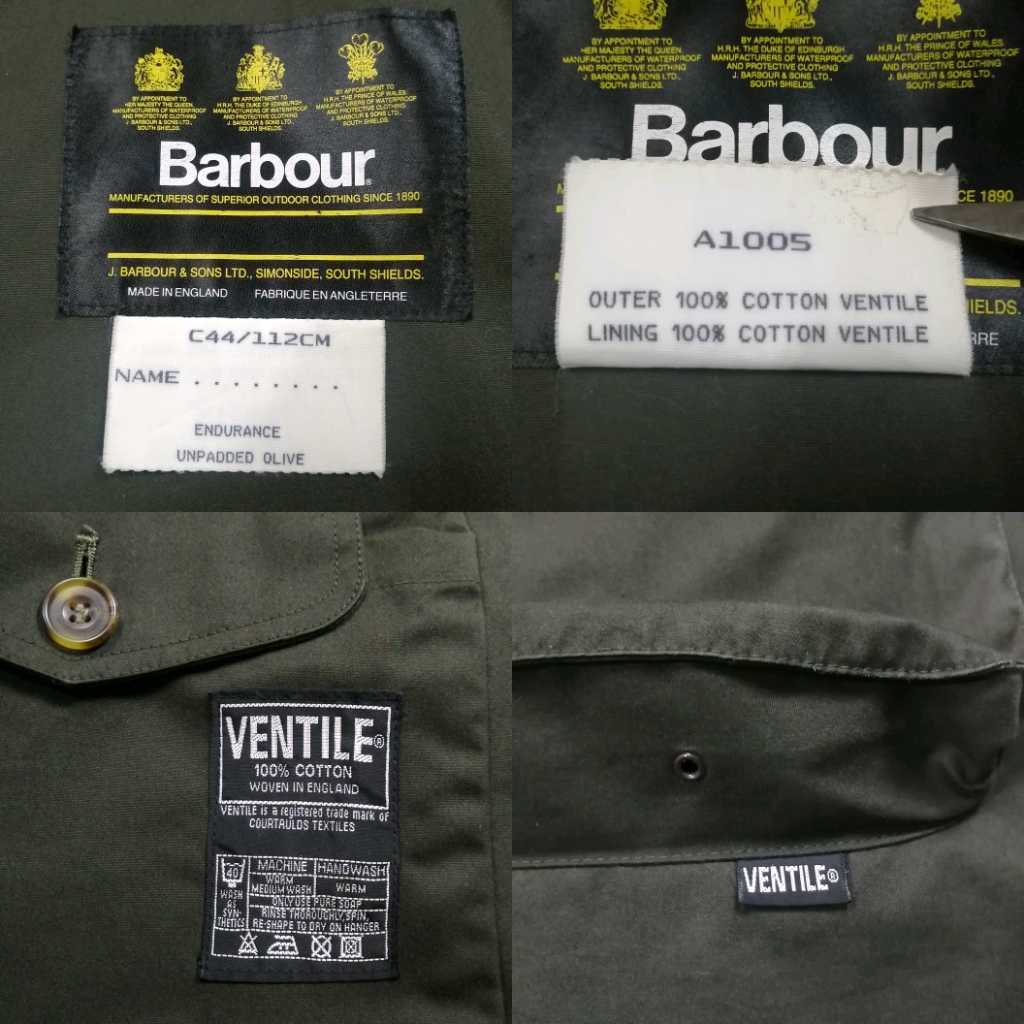 BY APPOINTMENT TO
HER MAJESTY THE QUEEN
MANUFACTURERS OF WATERPROOF
AND PROTECTIVE CLOTHING
J. BARBOUR & SONS LTD.,
SOUTH SHIELDS.
BY APPOINTMENT TO
H.R.H. THE DUKE OF EDINBURGH
MANUFACTURERS OF WATERPROOF
AND PROTECTIVE CLOTHING
J. BARBOUR & SONS LTD.,
SOUTH SHIELDS.
BY APPOINTMENT TO
H.R.H. THE PRINCE OF WALES
MANUFACTURERS OF WATERPROOF
AND PROTECTIVE CLOTHING
J. BARBOUR & SONS LTD.,
SOUTH SHIELDS.
Barbour®
MANUFACTURERS OF SUPERIOR OUTDOOR CLOTHING SINCE 1890
J. BARBOUR & SONS LTD., SIMONSIDE, SOUTH SHIELDS.
MADE IN ENGLAND FABRIQUE EN ANGLETERRE
C44/112CM
NAME ........
ENDURANCE
UNPADDED OLIVE
BY APPOINTMENT TO
HER MAJESTY THE QUEEN,
MANUFACTURERS OF WATERPROOF
AND PROTECTIVE CLOTHING
J. BARBOUR & SONS LTD.,
SOUTH SHIELDS.
BY APPOINTMENT TO
H.R.H. THE DUKE OF EDINBURGH
MANUFACTURERS OF WATERPROOF
AND PROTECTIVE CLOTHING
J. BARBOUR & SONS LTD.,
SOUTH SHIELDS.
BY APPOINTMENT TO
H.R.H. THE PRINCE OF WALES,
MANUFACTURERS OF WATERPROOF
AND PROTECTIVE CLOTHING
J. BARBOUR & SONS LTD.,
SOUTH SHIELDS.
Barbour
CE 1890
A1005
OUTER 100% COTTON VENTILE
LINING 100% COTTON VENTILE
IELDS.
RRE
VENTILE®
100% COTTON
WOVEN IN ENGLAND
VENTILE is a registered trade mark of
COURTAULDS TEXTILES
40
WASH
AS
SYN-
THETICS
MACHINE HANDWASH
WARM
MEDIUM WASH WARM
ONLY USE PURE SOAP
RINSE THOROUGHLY,SPIN,
RE-SHAPE TO DRY ON HANGER
VENTILE®